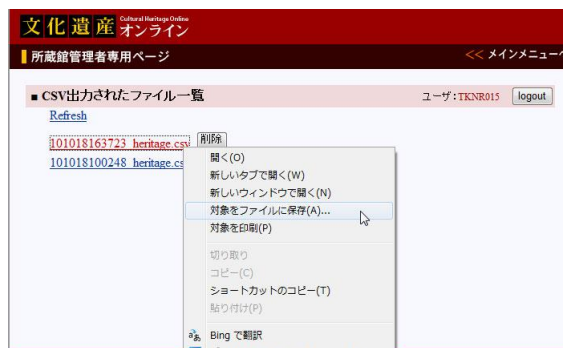 文化遺産オンライン Cultural Heritage Online
所蔵館管理者専用ページ << メインメニューへ
■ CSV出力されたファイル一覧 ユーザ:TKNR015 logout
Refresh
101018163723_heritage.csv 削除
101018100248_heritage.cs
開く(O)
新しいタブで開く(W)
新しいウィンドウで開く(N)
対象をファイルに保存(A)...
対象を印刷(P)
切り取り
コピー(C)
ショートカットのコピー(T)
貼り付け(P)
Bing で翻訳